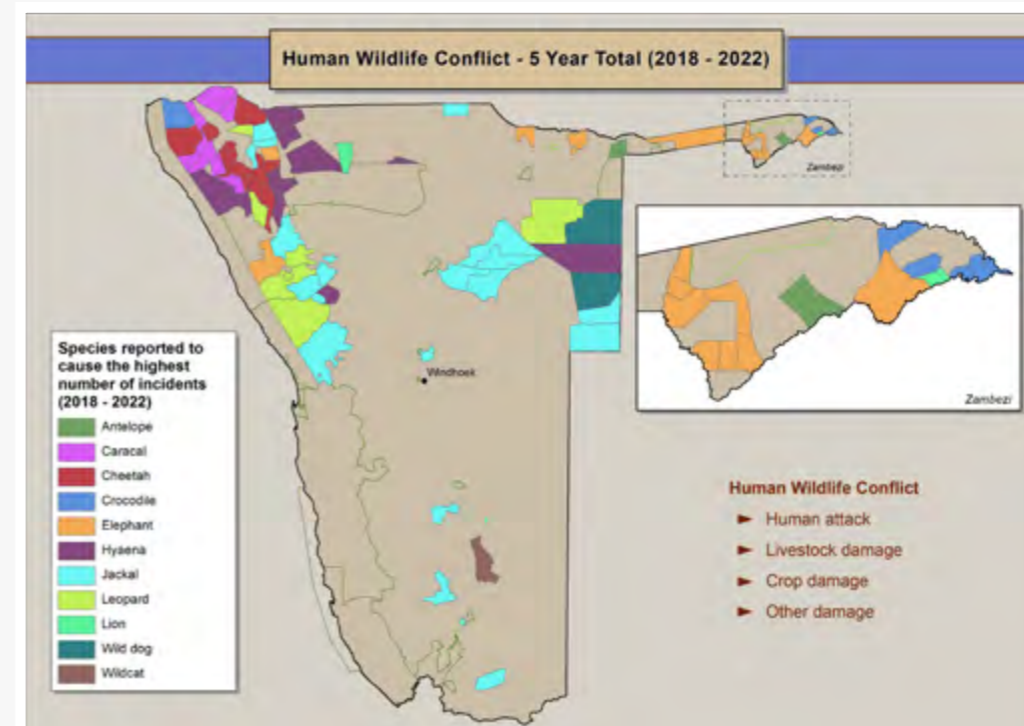 Human Wildlife Conflict - 5 Year Total (2018 - 2022)
Zambezi
Windhoek
Species reported to
cause the highest
number of incidents
(2018 - 2022)
Antelope
Caracal
Cheetah
Crocodile
Elephant
Hyaena
Jackal
Leopard
Lion
Wild dog
Wildcat
Zambezi
Human Wildlife Conflict
► Human attack
► Livestock damage
► Crop damage
► Other damage